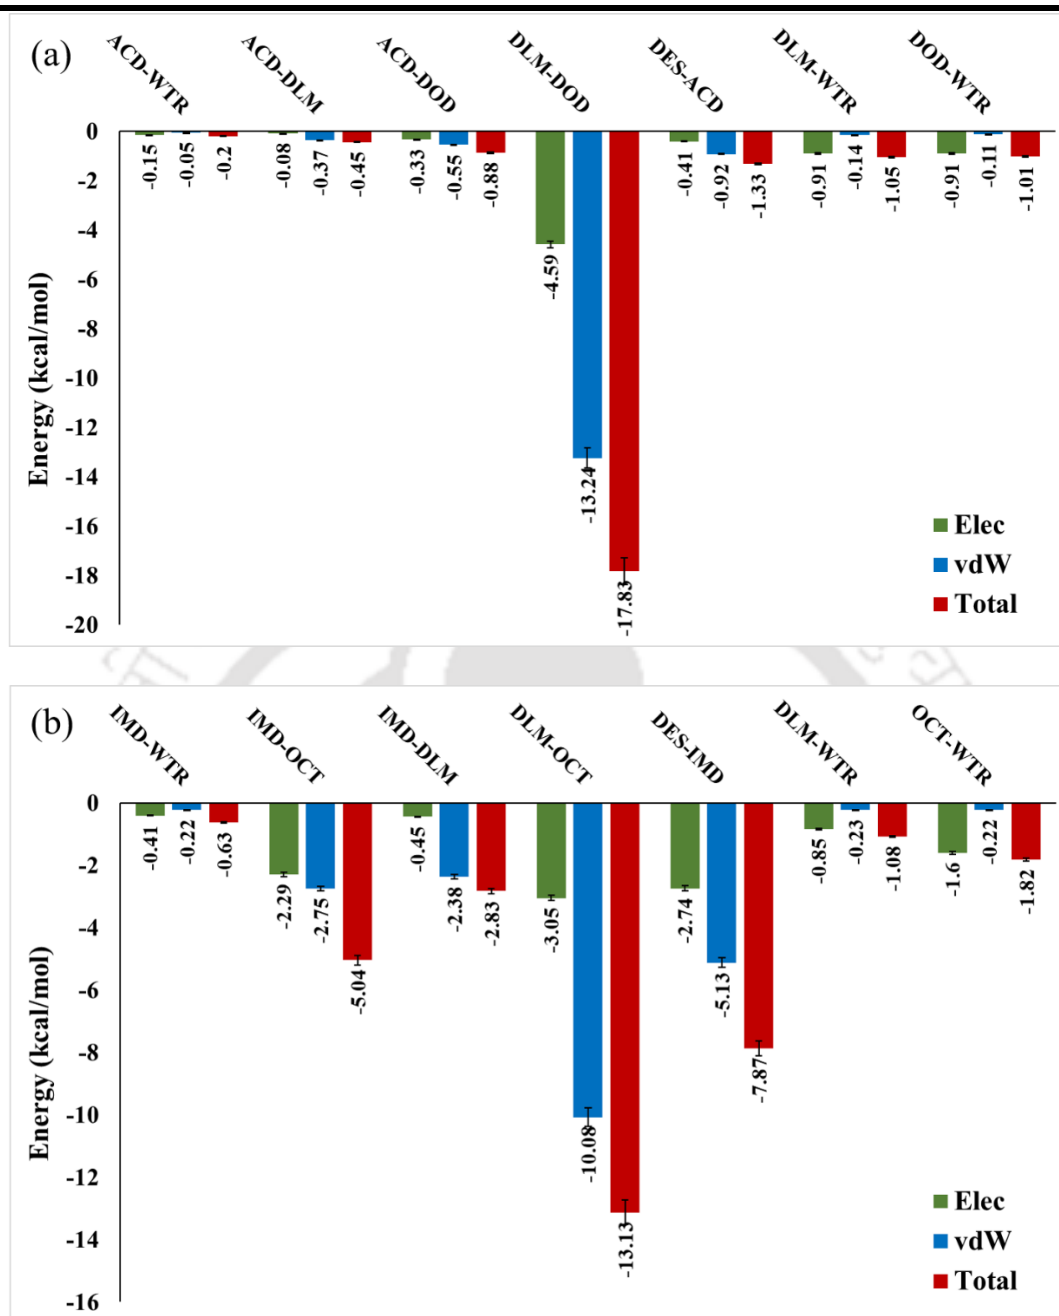 (a)
ACD-WTR
ACD-DLM
ACD-DOD
DLM-DOD
DES-ACD
DLM-WTR
DOD-WTR
Energy (kcal/mol)
0
-2
-4
-6
-8
-10
-12
-14
-16
-18
-20
-0.15
-0.05
-0.2
-0.08
-0.37
-0.45
-0.33
-0.55
-0.88
-4.59
-13.24
-17.83
-0.41
-0.92
-1.33
-0.91
-0.14
-1.05
-0.91
-0.11
-1.01
Elec
vdW
Total
(b)
IMD-WTR
IMD-OCT
IMD-DLM
DLM-OCT
DES-IMD
DLM-WTR
OCT-WTR
Energy (kcal/mol)
0
-2
-4
-6
-8
-10
-12
-14
-16
-0.41
-0.22
-0.63
-2.29
-2.75
-5.04
-0.45
-2.38
-2.83
-3.05
-10.08
-13.13
-2.74
-5.13
-7.87
-0.85
-0.23
-1.08
-1.6
-0.22
-1.82
Elec
vdW
Total